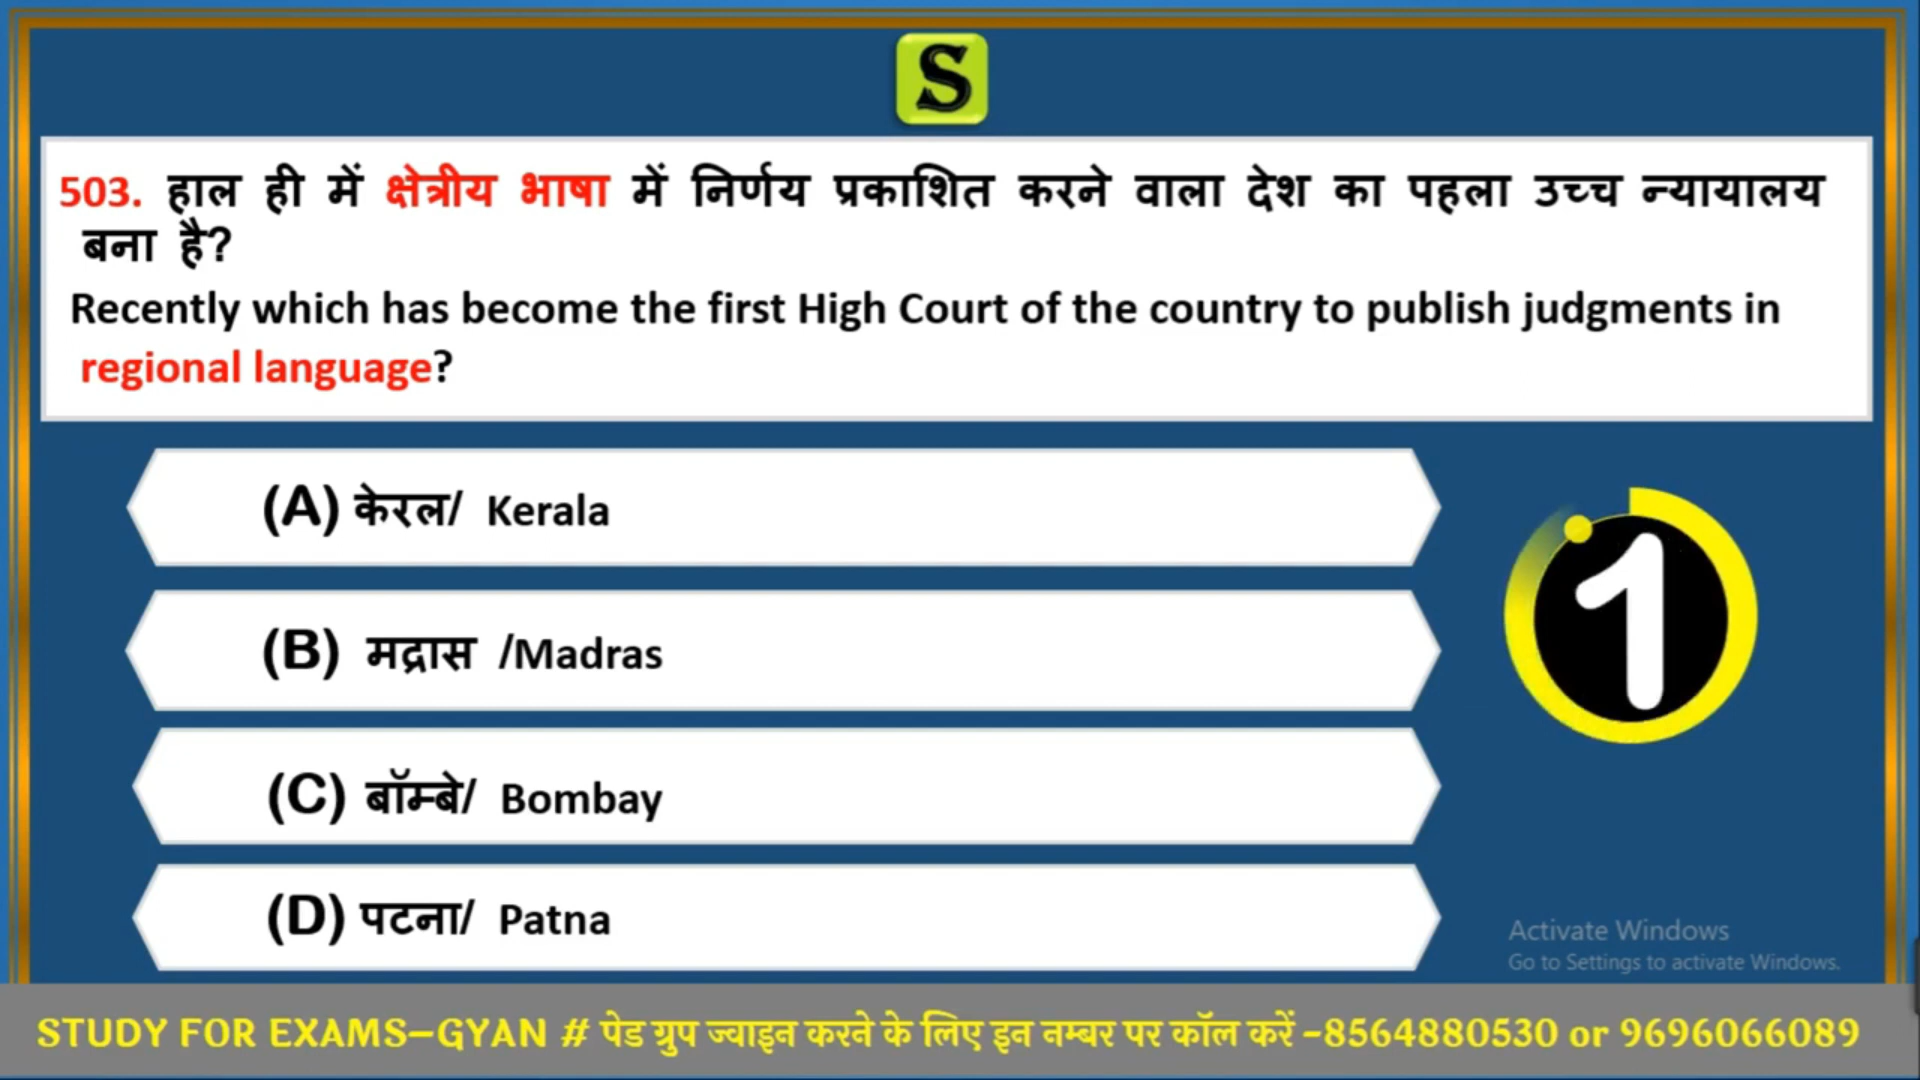 S
503. हाल ही में क्षेत्रीय भाषा में निर्णय प्रकाशित करने वाला देश का पहला उच्च न्यायालय
बना है?
Recently which has become the first High Court of the country to publish judgments in
regional language?
(A) केरल/ Kerala
(B) मद्रास /Madras
(C) बॉम्बे/ Bombay
(D) पटना/ Patna
1
Activate Windows
Go to Settings to activate Windows.
STUDY FOR EXAMS–GYAN # पेड ग्रुप ज्वाइन करने के लिए इन नम्बर पर कॉल करें -8564880530 or 9696066089